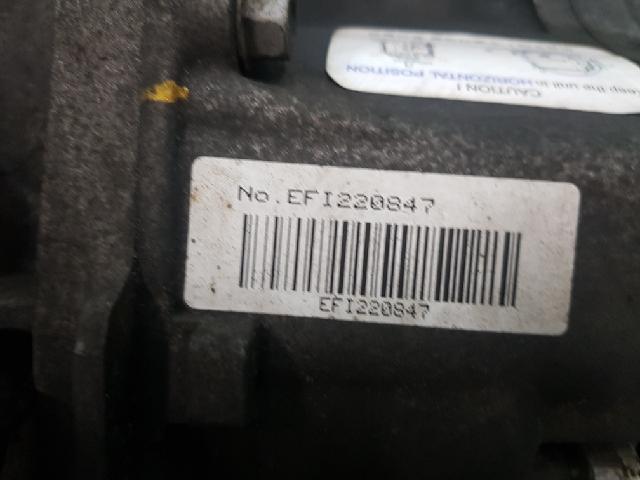 No.EFI220847
EFI220847
CAUTION !
keep the unit in HORIZONTAL POSITION